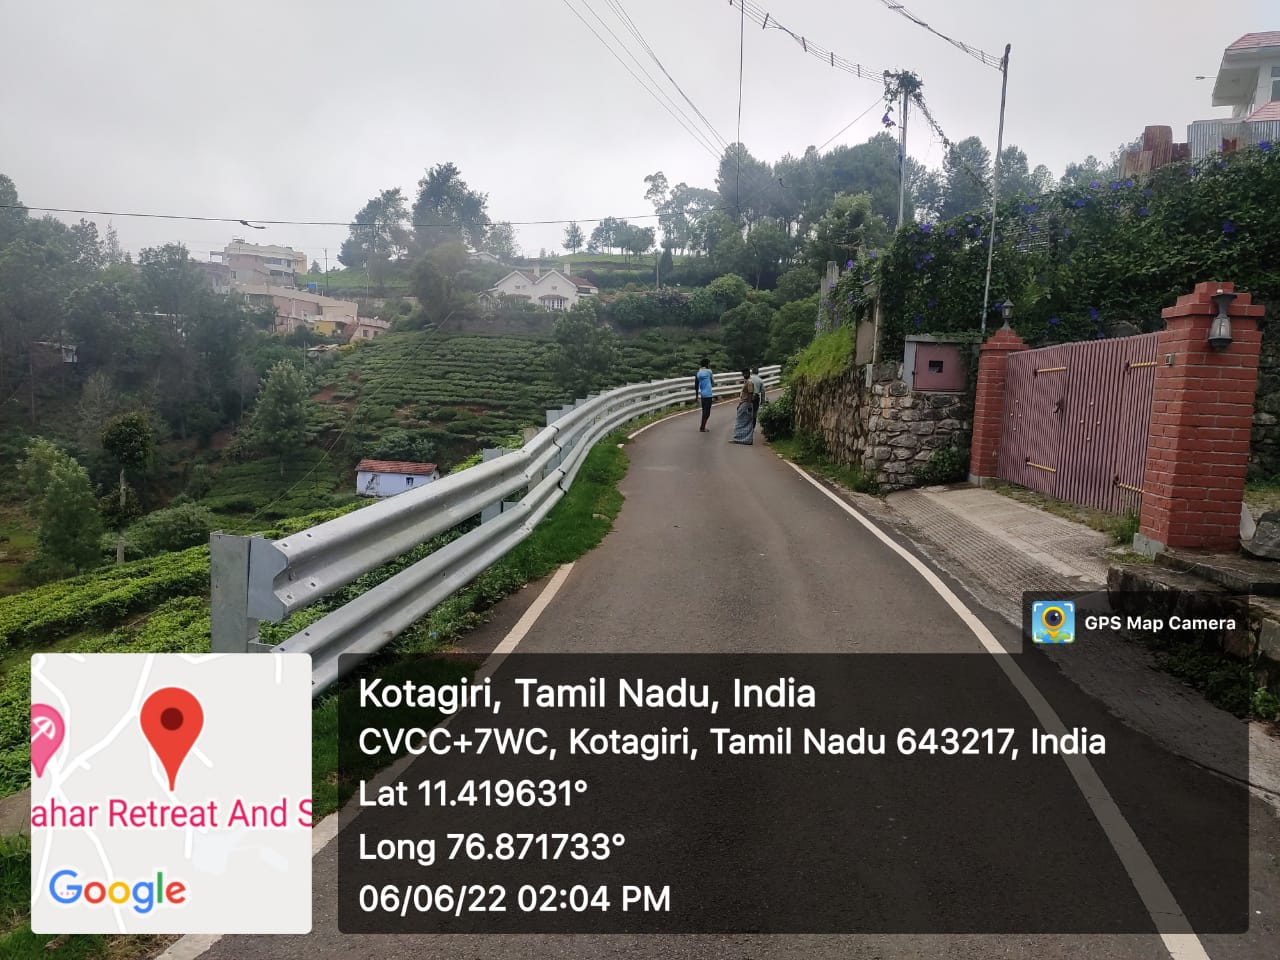 GPS Map Camera
Kotagiri, Tamil Nadu, India
CVCC+7WC, Kotagiri, Tamil Nadu 643217, India
Lat 11.419631°
Long 76.871733°
06/06/22 02:04 PM
ahar Retreat And S
Google